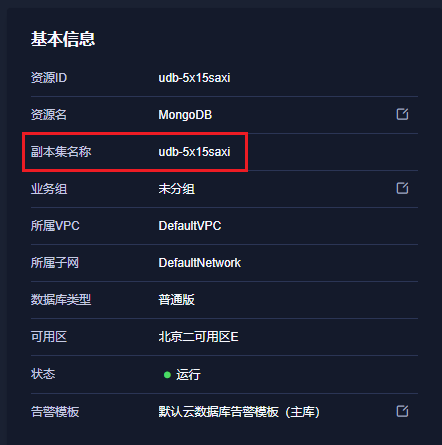 基本信息
资源ID udb-5x15saxi
资源名 MongoDB
副本集名称 udb-5x15saxi
业务组 未分组
所属VPC DefaultVPC
所属子网 DefaultNetwork
数据库类型 普通版
可用区 北京二可用区E
状态 运行
告警模板 默认云数据库告警模板（主库）